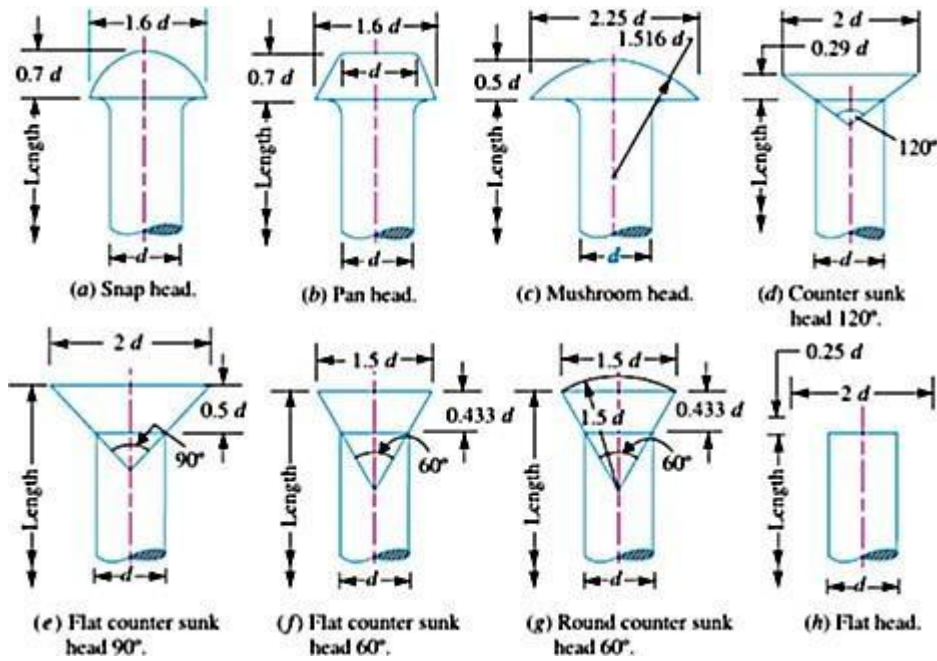 1.6 d
0.7 d
Length
d
(a) Snap head.
1.6 d
d
0.7 d
Length
d
(b) Pan head.
2.25 d
1.516 d
0.5 d
Length
d
(c) Mushroom head.
2 d
0.29 d
120°
Length
d
(d) Counter sunk
head 120°.
2 d
0.5 d
90°
Length
d
(e) Flat counter sunk
head 90°.
1.5 d
0.433 d
60°
Length
d
(f) Flat counter sunk
head 60°.
1.5 d
1.5 d
0.433 d
60°
Length
d
(g) Round counter sunk
head 60°.
0.25 d
2 d
Length
d
(h) Flat head.